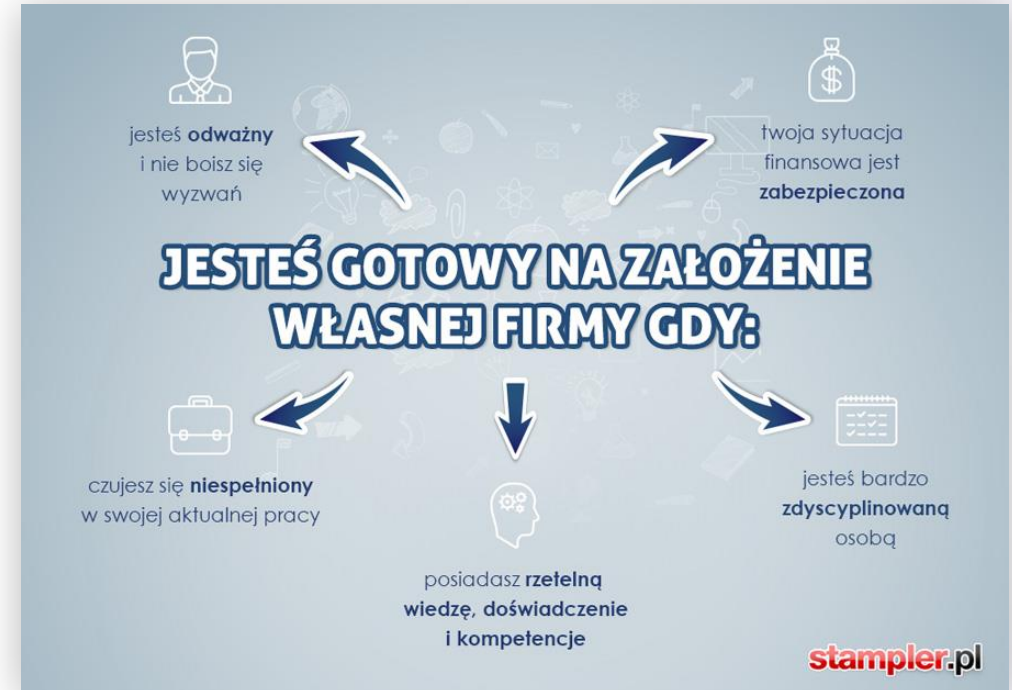 jesteś odważny
i nie boisz się
wyzwań
twoja sytuacja
finansowa jest
zabezpieczona
JESTEŚ GOTOWY NA ZAŁOŻENIE
WŁASNEJ FIRMY GDY:
czujesz się niespełniony
w swojej aktualnej pracy
posiadasz rzetelną
wiedzę, doświadczenie
i kompetencje
jesteś bardzo
zdyscyplinowaną
osobą
stampler.pl